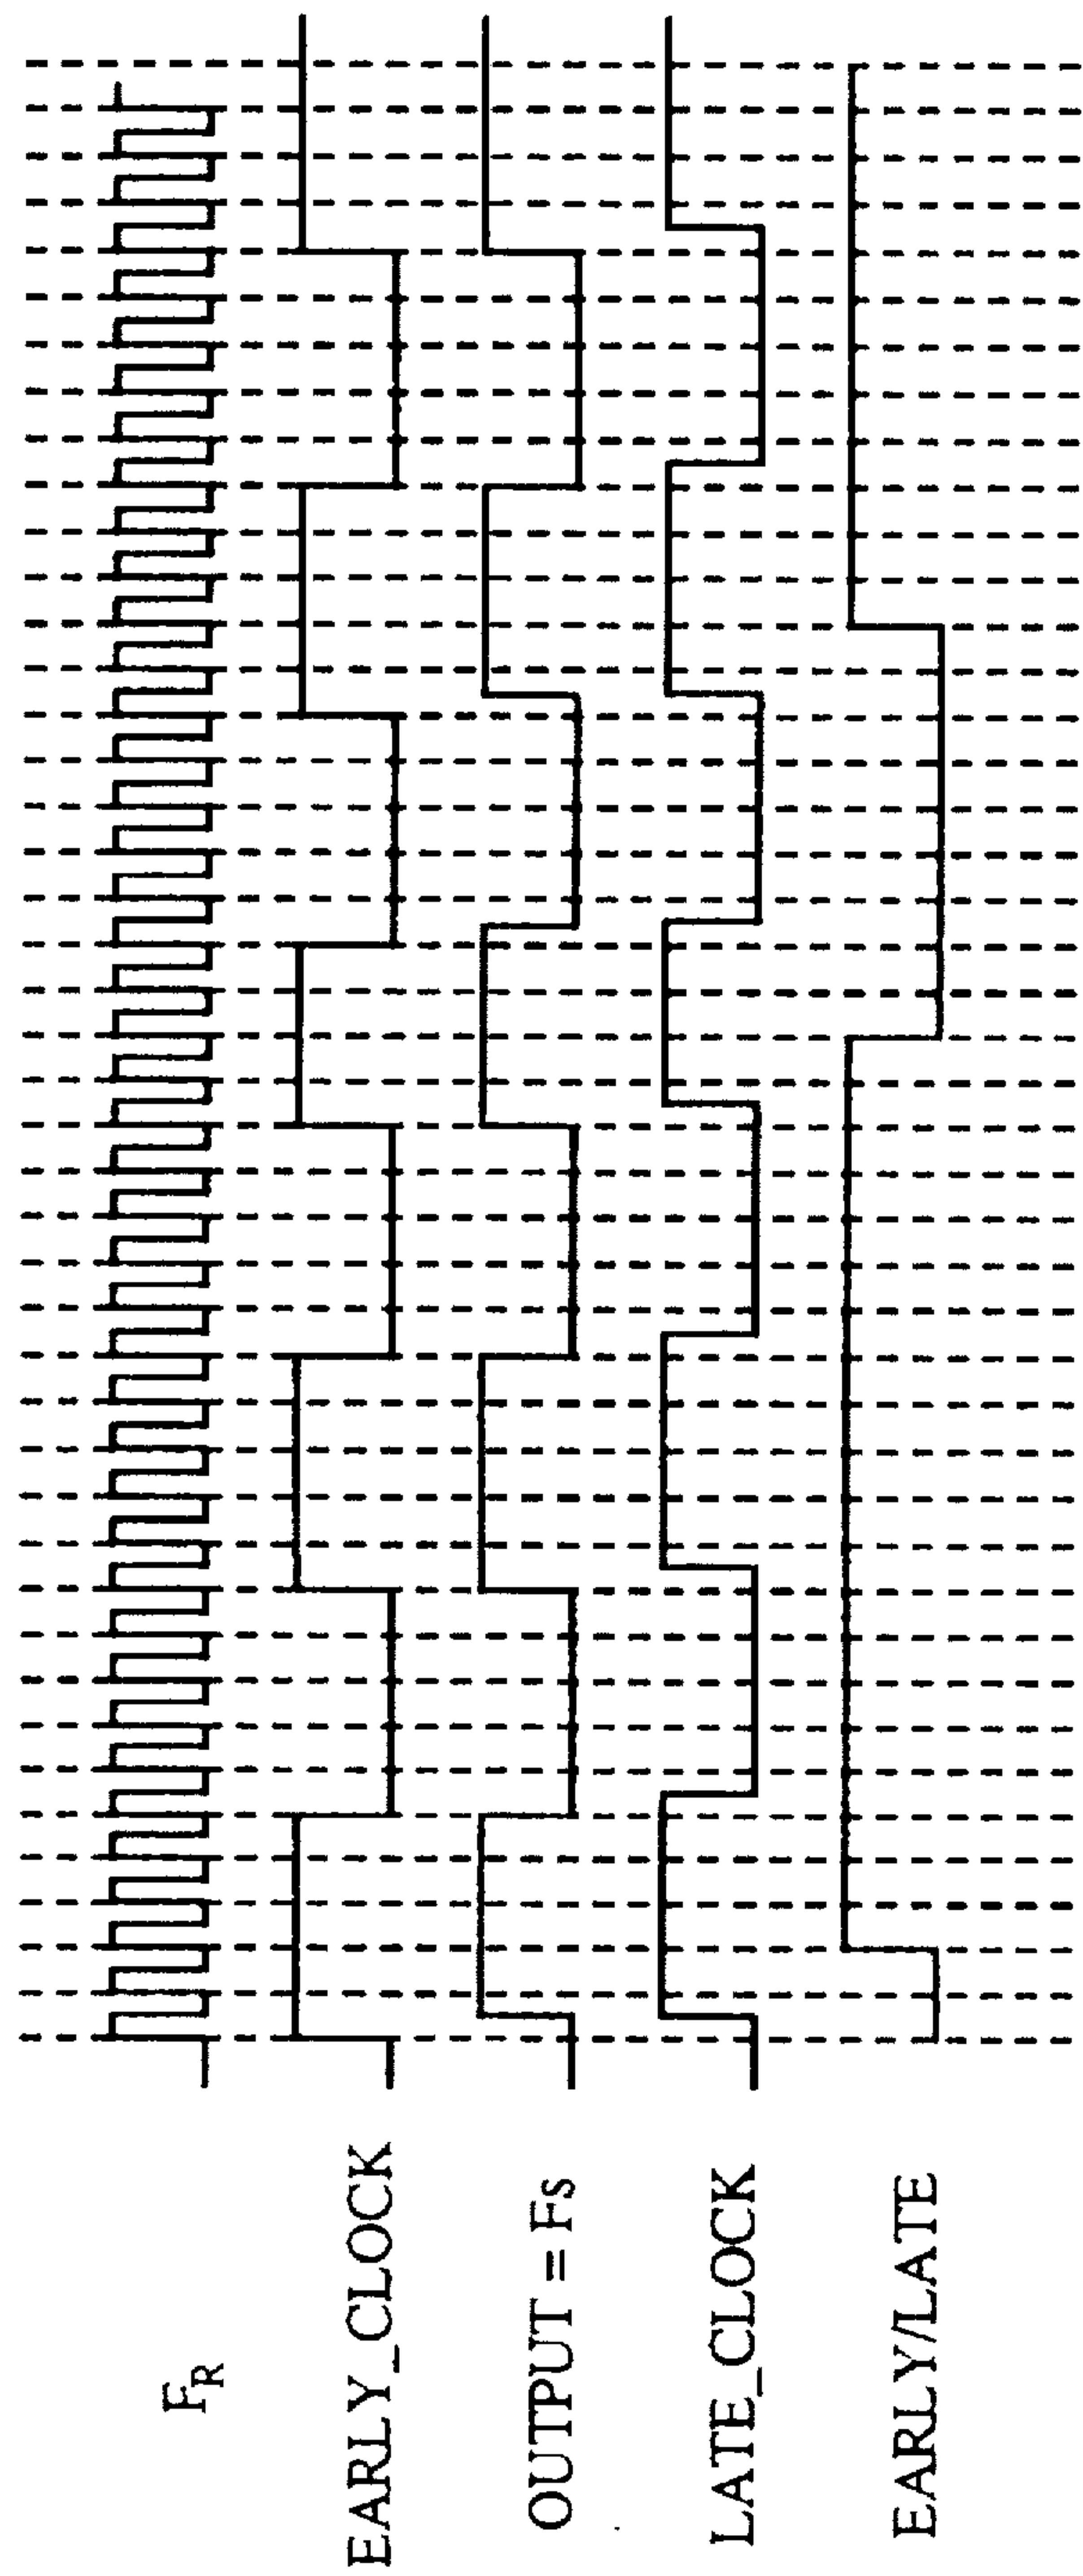 F_R
EARLY_CLOCK
OUTPUT = Fs
LATE_CLOCK
EARLY/LATE